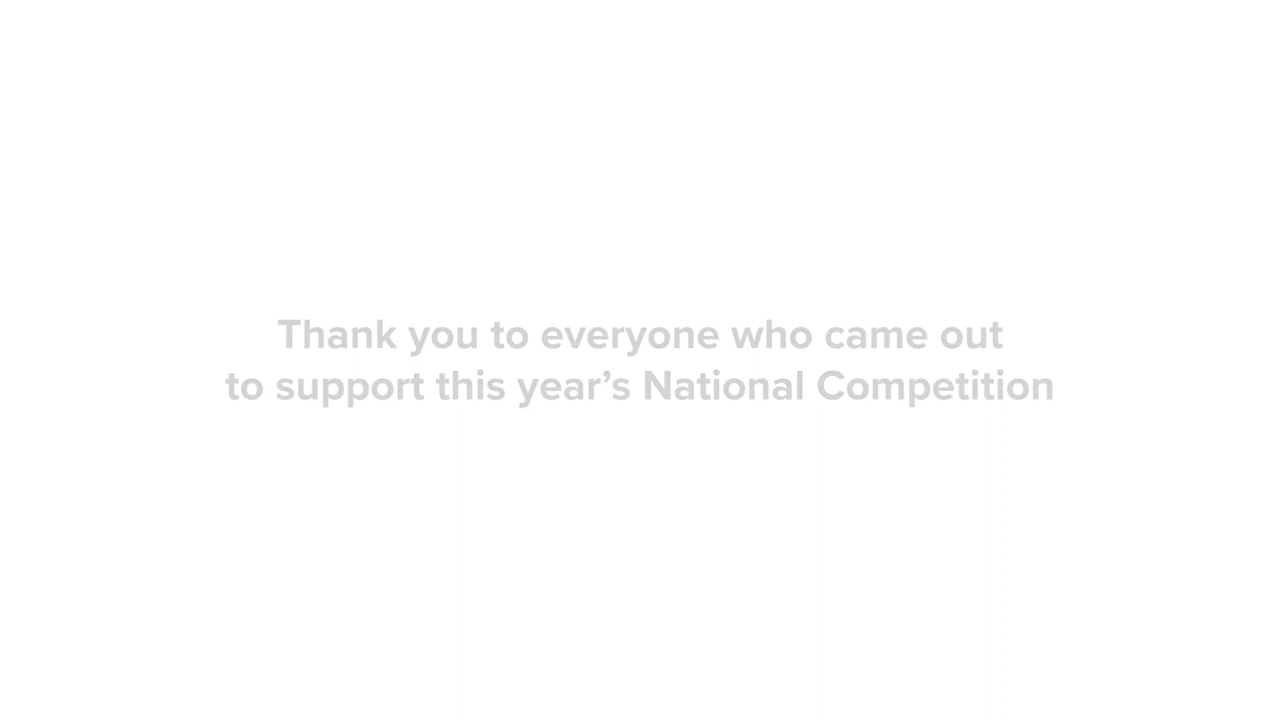 Thank you to everyone who came out
to support this year’s National Competition